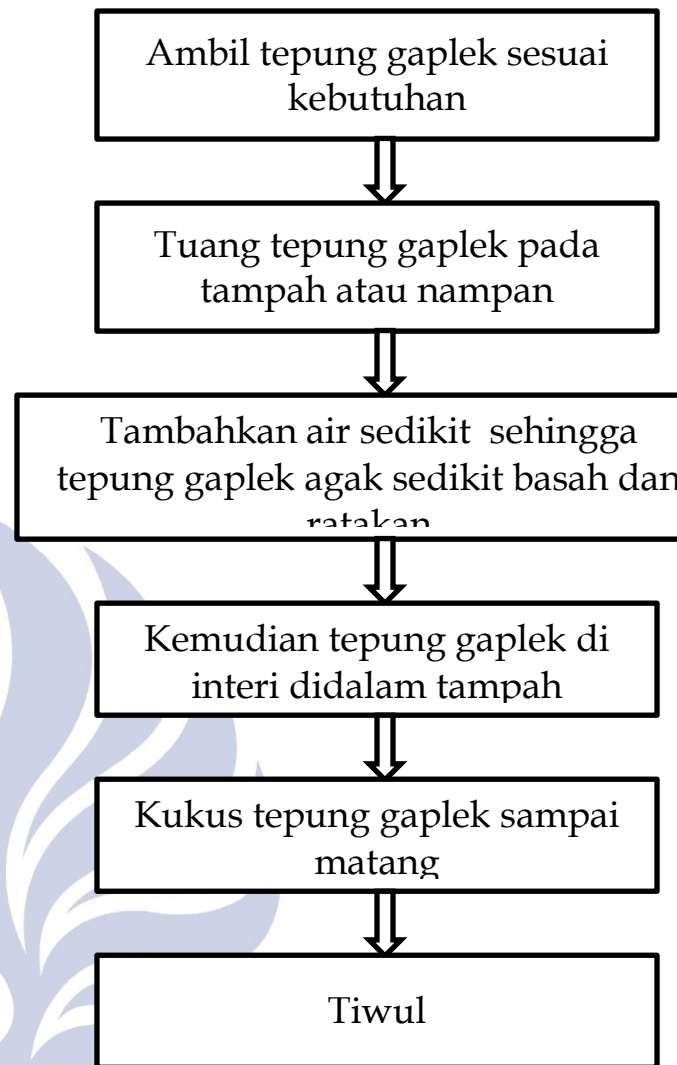 Ambil tepung gaplek sesuai
kebutuhan
Tuang tepung gaplek pada
tampah atau nampan
Tambahkan air sedikit sehingga
tepung gaplek agak sedikit basah dan
ratakan
Kemudian tepung gaplek di
interi didalam tampah
Kukus tepung gaplek sampai
matang
Tiwul